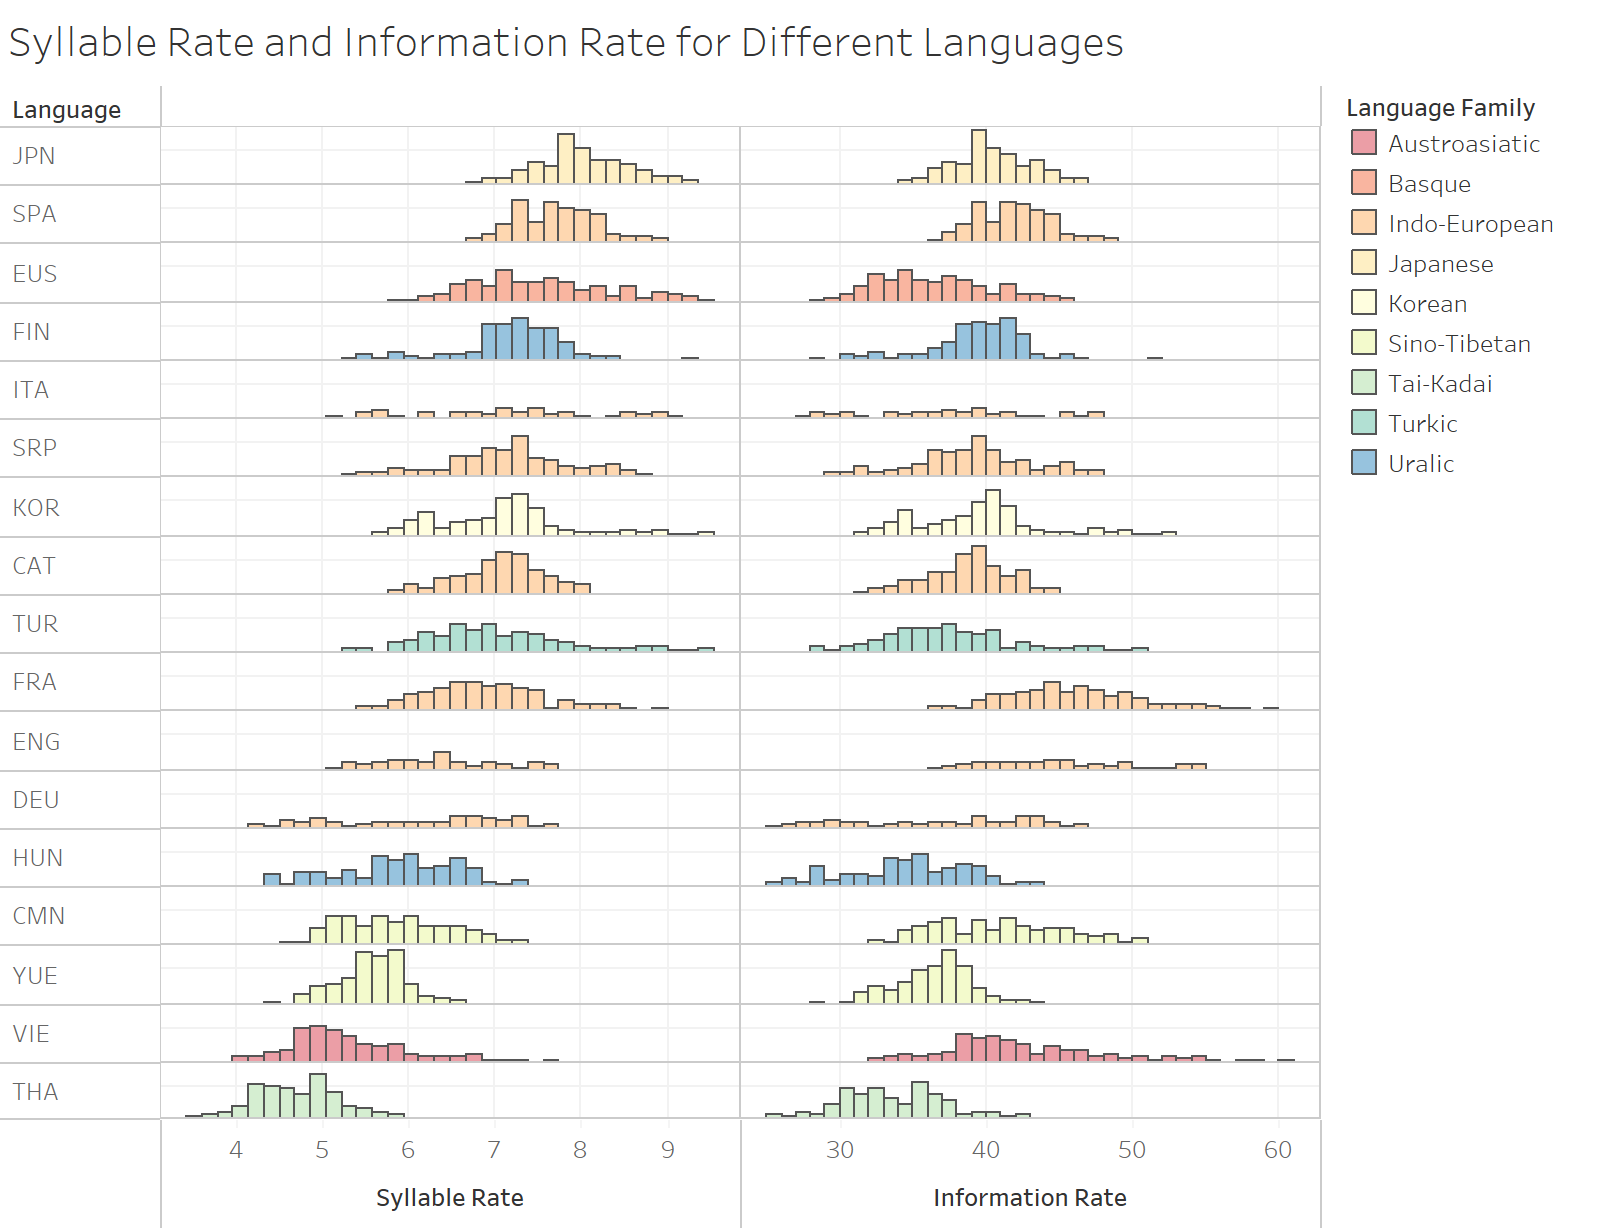 Syllable Rate and Information Rate for Different Languages
Language
JPN
SPA
EUS
FIN
ITA
SRP
KOR
CAT
TUR
FRA
ENG
DEU
HUN
CMN
YUE
VIE
THA
4 5 6 7 8 9
30 40 50 60
Syllable Rate
Information Rate
Language Family
Austroasiatic
Basque
Indo-European
Japanese
Korean
Sino-Tibetan
Tai-Kadai
Turkic
Uralic